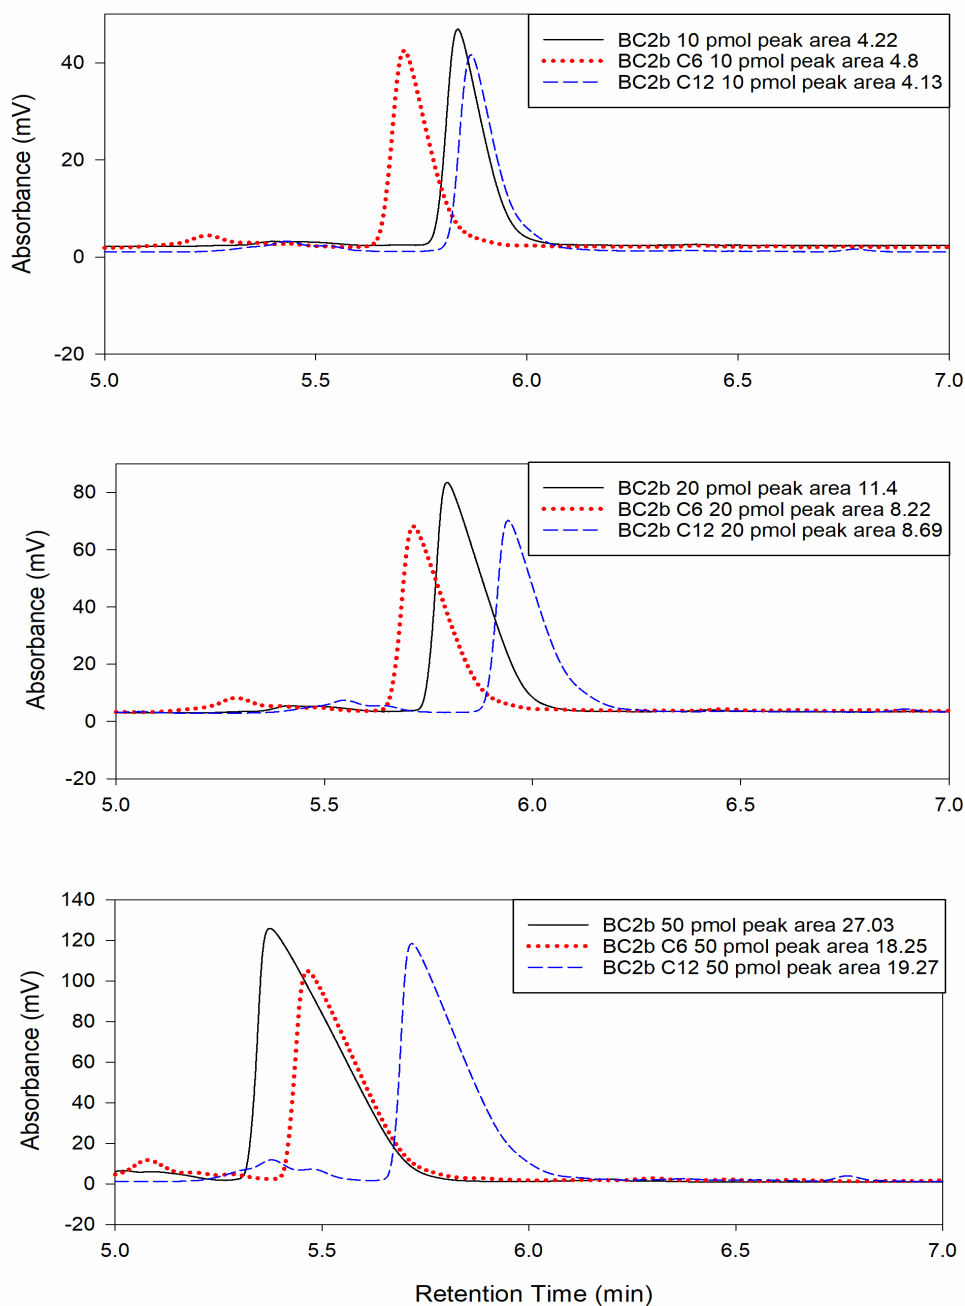 BC2b 10 pmol peak area 4.22
BC2b C6 10 pmol peak area 4.8
BC2b C12 10 pmol peak area 4.13
Absorbance (mV)
40
20
0
-20
5.0 5.5 6.0 6.5 7.0
BC2b 20 pmol peak area 11.4
BC2b C6 20 pmol peak area 8.22
BC2b C12 20 pmol peak area 8.69
Absorbance (mV)
80
60
40
20
0
-20
5.0 5.5 6.0 6.5 7.0
BC2b 50 pmol peak area 27.03
BC2b C6 50 pmol peak area 18.25
BC2b C12 50 pmol peak area 19.27
Absorbance (mV)
140
120
100
80
60
40
20
0
-20
5.0 5.5 6.0 6.5 7.0
Retention Time (min)